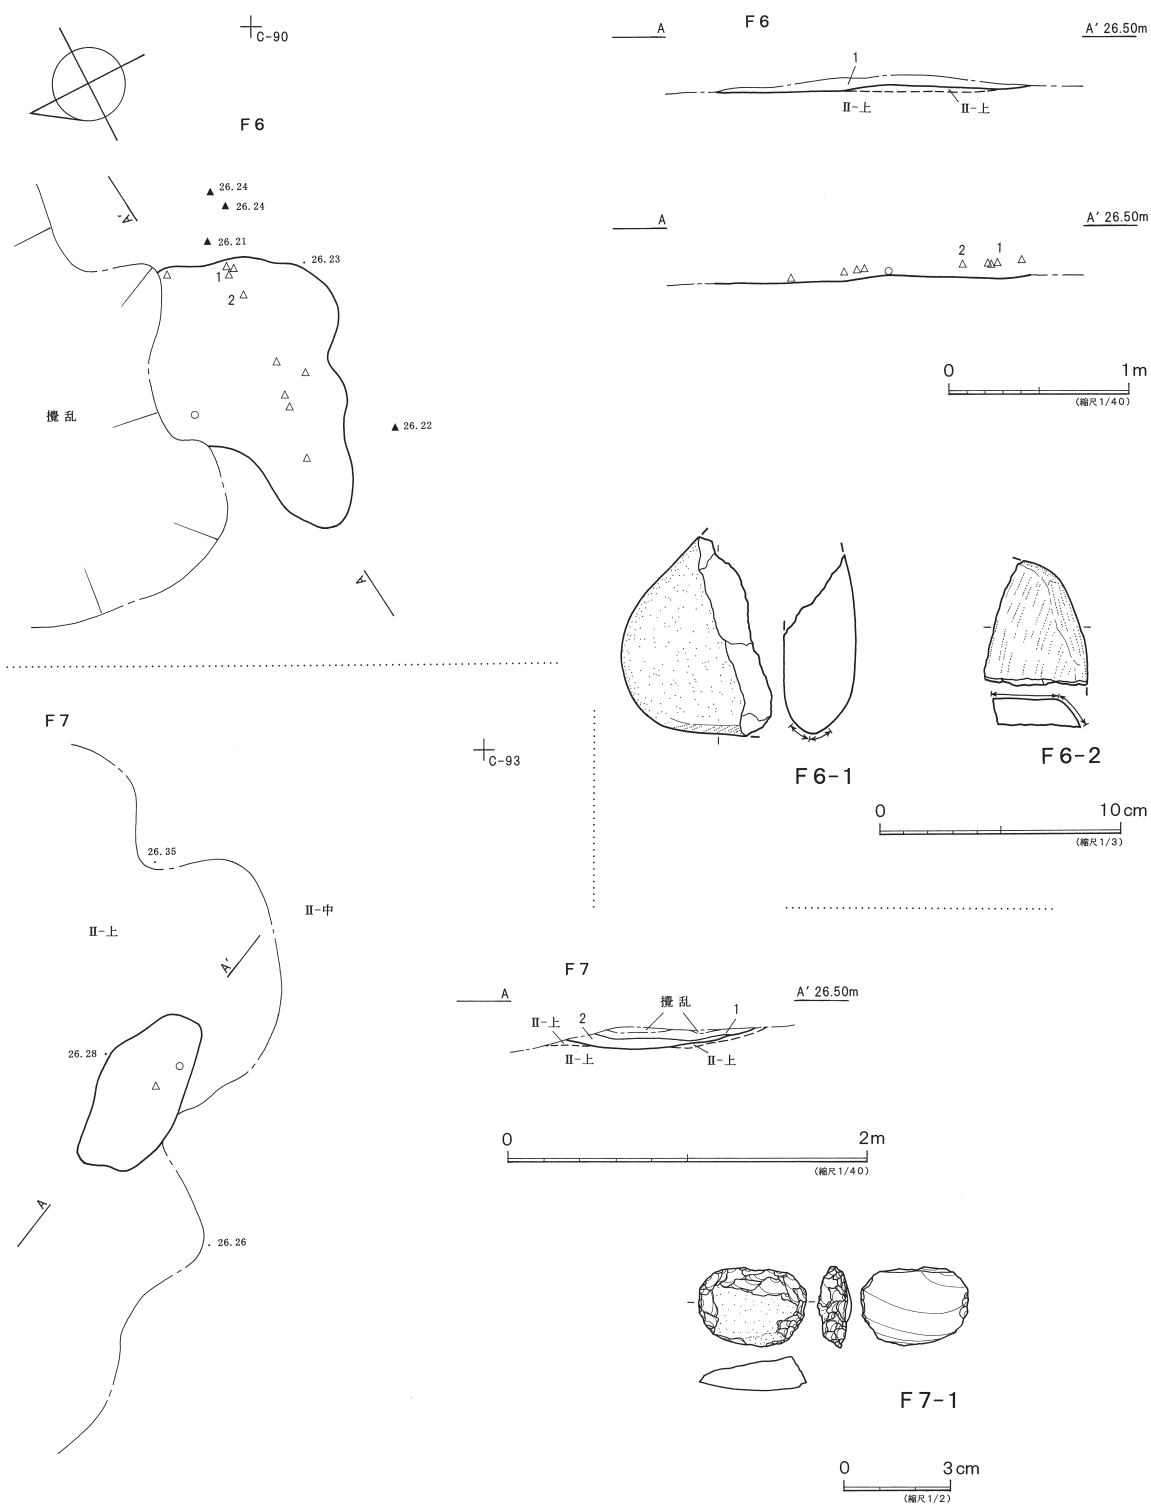 C-90
F6
A′
▲ 26.24
▲ 26.24
▲ 26.21
26.23
1
2
攪乱
▲ 26.22
A
F6
A
A′ 26.50m
1
Ⅱ-上
Ⅱ-上
A
A′ 26.50m
2
1
0
1m
(縮尺1/40)
F6-1
F6-2
0
10cm
(縮尺1/3)
F7
C-93
26.35
Ⅱ-中
Ⅱ-上
A′
26.28
A
26.26
F7
A
A′ 26.50m
攪乱
Ⅱ-上
2
1
Ⅱ-上
Ⅱ-上
0
2m
(縮尺1/40)
F7-1
0
3cm
(縮尺1/2)